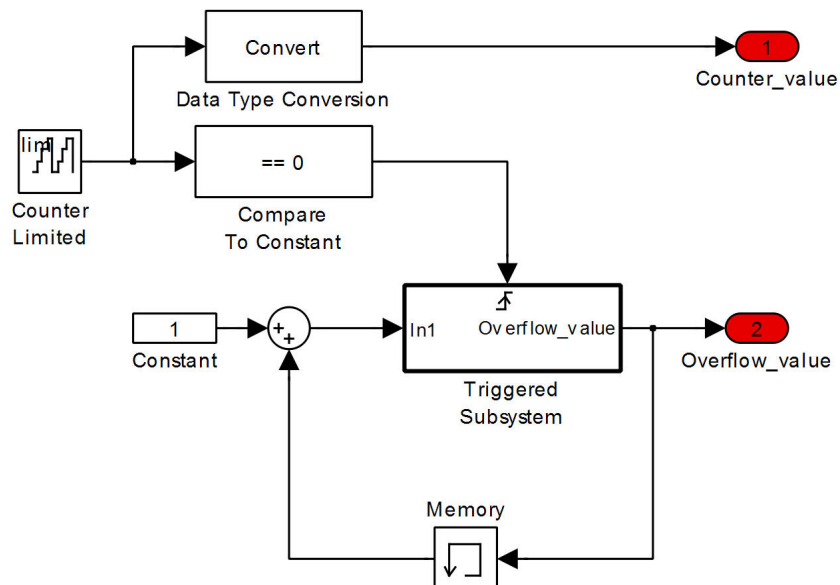 Convert
1
Data Type Conversion
Counter_value
lim
== 0
Counter
Limited
Compare
To Constant
1
Constant
In1
Overflow_value
2
Overflow_value
Triggered
Subsystem
Memory